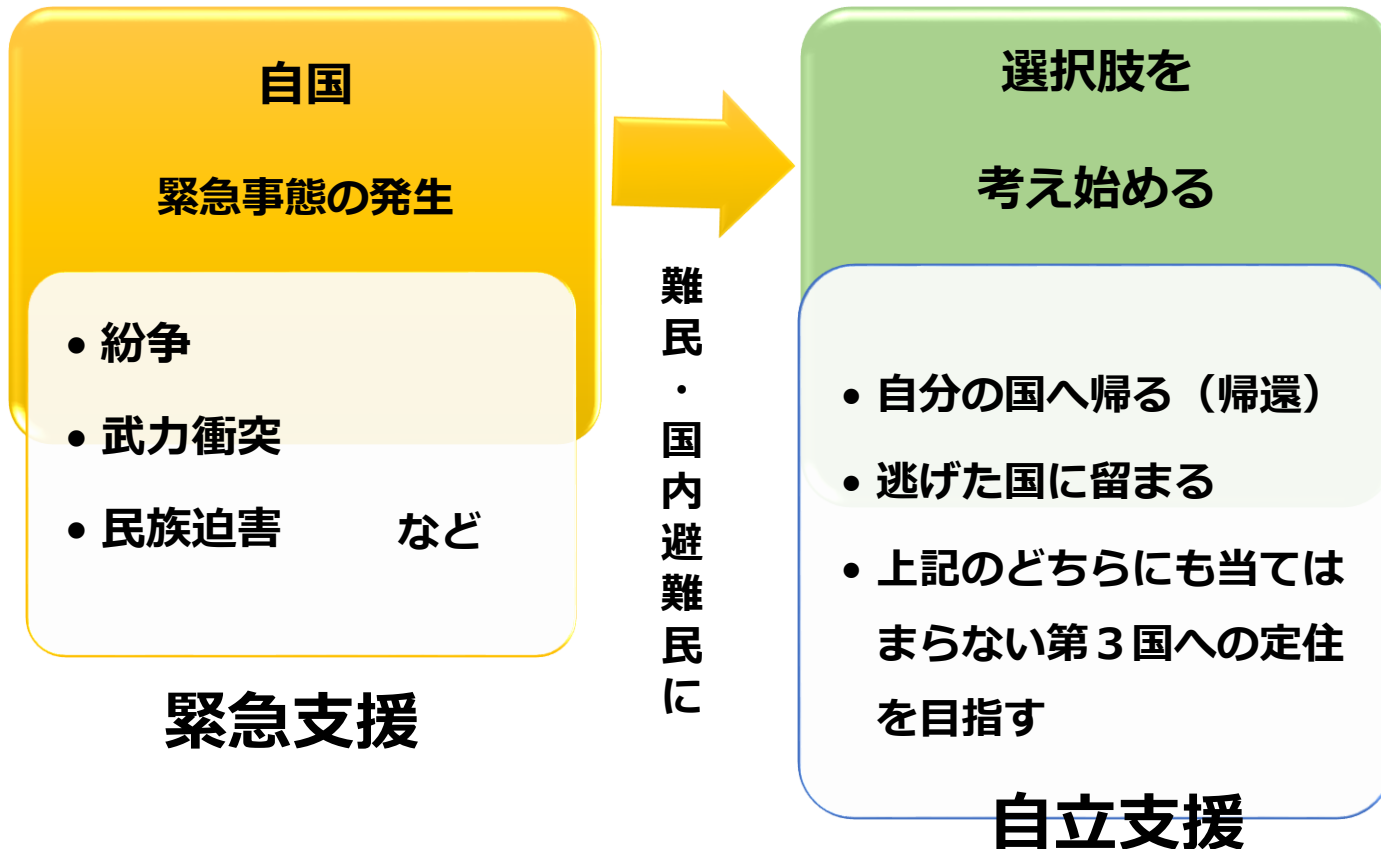 自国
緊急事態の発生
• 紛争
• 武力衝突
• 民族迫害　　など
緊急支援
難民・国内避難民に
選択肢を
考え始める
• 自分の国へ帰る（帰還）
• 逃げた国に留まる
• 上記のどちらにも当ては
まらない第３国への定住
を目指す
自立支援